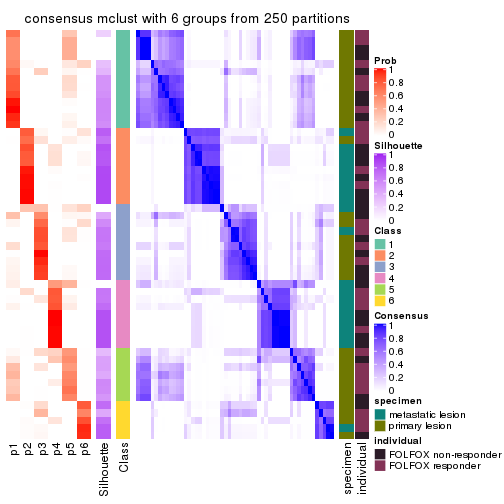 consensus mclust with 6 groups from 250 partitions
Prob
1
0.8
0.6
0.4
0.2
0
Silhouette
1
0.8
0.6
0.4
0.2
0
Class
1
2
3
4
5
6
Consensus
1
0.8
0.6
0.4
0.2
0
specimen
metastatic lesion
primary lesion
individual
FOLFOX non-responder
FOLFOX responder
p1
p2
p3
p4
p5
p6
Silhouette
Class
specimen
individual